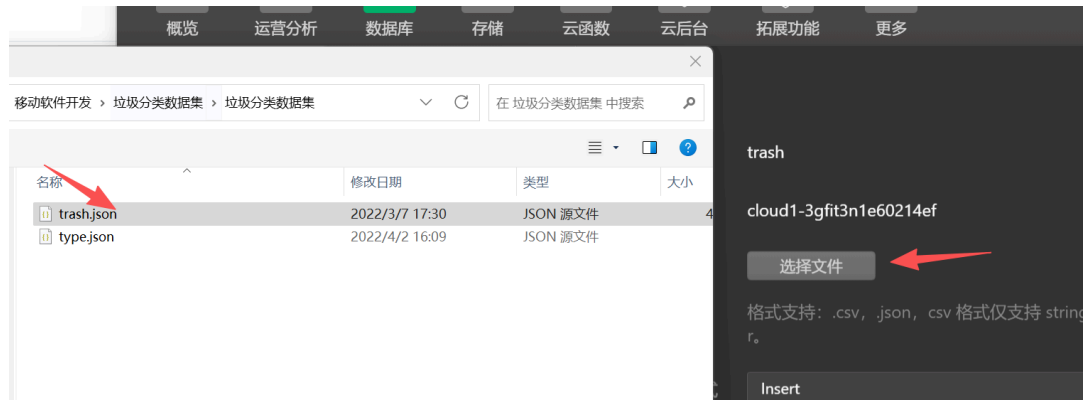 概览 运营分析 数据库 存储 云函数 云后台 拓展功能 更多
移动软件开发 › 垃圾分类数据集 › 垃圾分类数据集
在 垃圾分类数据集 中搜索
名称 修改日期 类型 大小
trash.json 2022/3/7 17:30 JSON 源文件 4
type.json 2022/4/2 16:09 JSON 源文件
trash
cloud1-3gfit3n1e60214ef
选择文件
格式支持：.csv，.json，csv 格式仅支持 string
r。
Insert